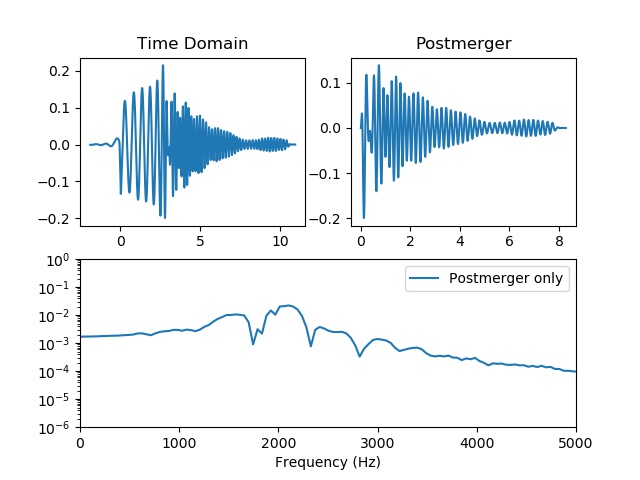 Time Domain
Postmerger
0.2
0.1
0.0
−0.1
−0.2
0 5 10
0.1
0.0
−0.1
−0.2
0 2 4 6 8
10⁰
10⁻¹
10⁻²
10⁻³
10⁻⁴
10⁻⁵
10⁻⁶
Postmerger only
0 1000 2000 3000 4000 5000
Frequency (Hz)